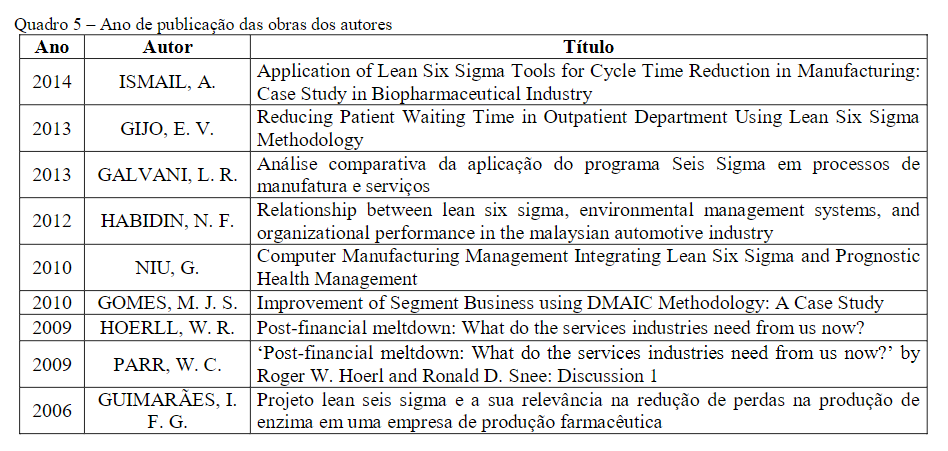 Quadro 5 – Ano de publicação das obras dos autores
Ano Autor Título
2014 ISMAIL, A. Application of Lean Six Sigma Tools for Cycle Time Reduction in Manufacturing:
Case Study in Biopharmaceutical Industry
2013 GIJO, E. V. Reducing Patient Waiting Time in Outpatient Department Using Lean Six Sigma
Methodology
2013 GALVANI, L. R. Análise comparativa da aplicação do programa Seis Sigma em processos de
manufatura e serviços
2012 HABIDIN, N. F. Relationship between lean six sigma, environmental management systems, and
organizational performance in the malaysian automotive industry
2010 NIU, G. Computer Manufacturing Management Integrating Lean Six Sigma and Prognostic
Health Management
2010 GOMES, M. J. S. Improvement of Segment Business using DMAIC Methodology: A Case Study
2009 HOERLL, W. R. Post-financial meltdown: What do the services industries need from us now?
2009 PARR, W. C. ‘Post-financial meltdown: What do the services industries need from us now?’ by
Roger W. Hoerl and Ronald D. Snee: Discussion 1
2006 GUIMARÃES, I. Projeto lean seis sigma e a sua relevância na redução de perdas na produção de
F. G. enzima em uma empresa de produção farmacêutica